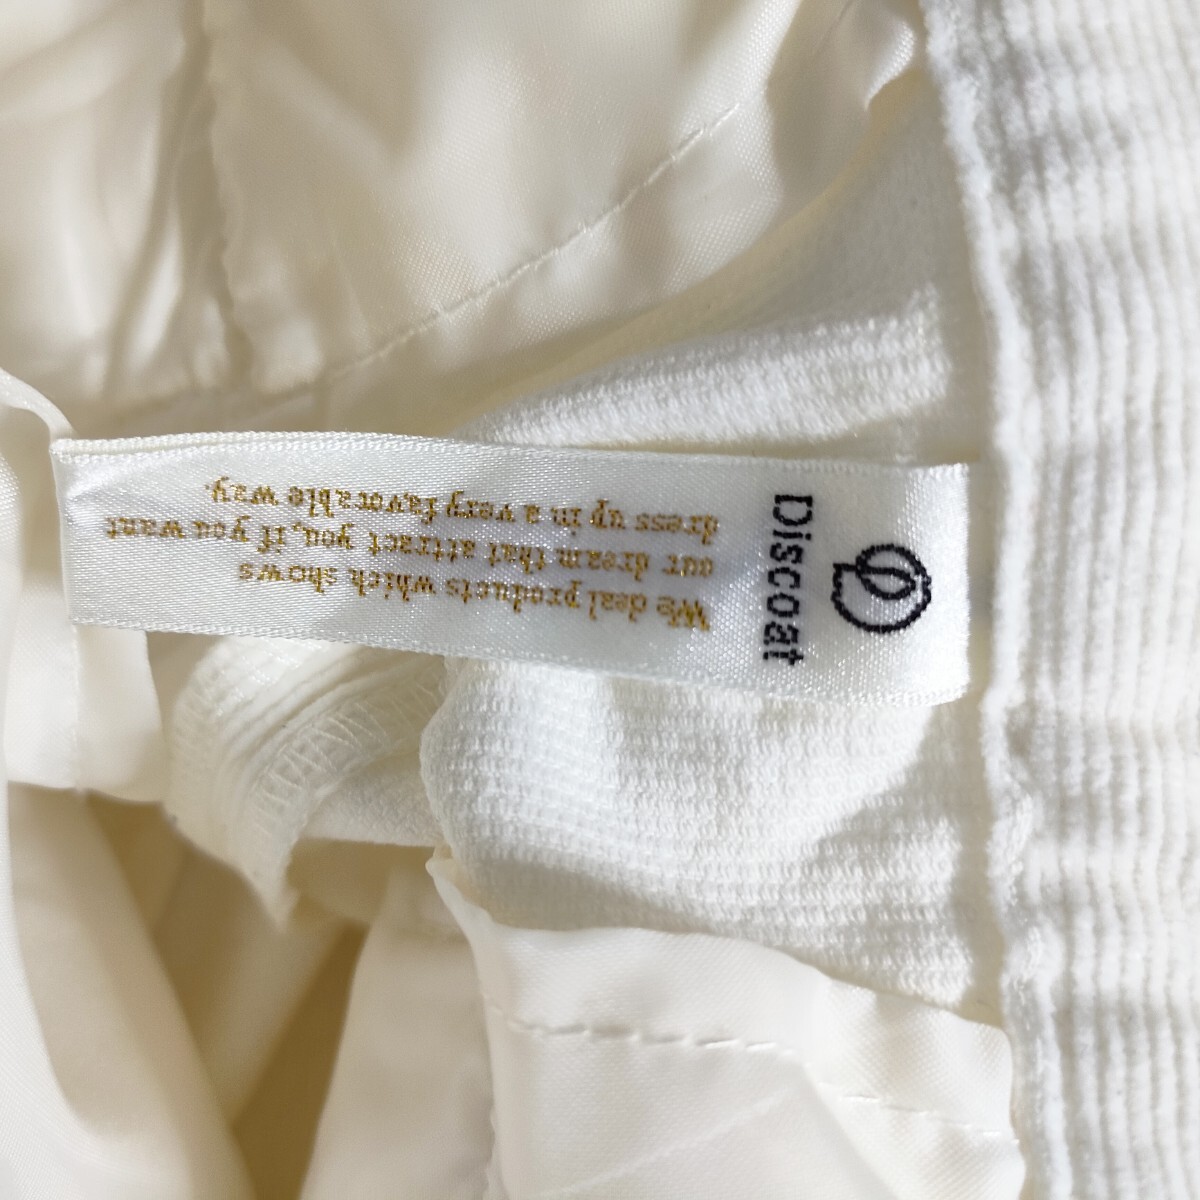 Discoat
We deal products which shows
our dream that attract you, if you want
dress up in a very favorable way.